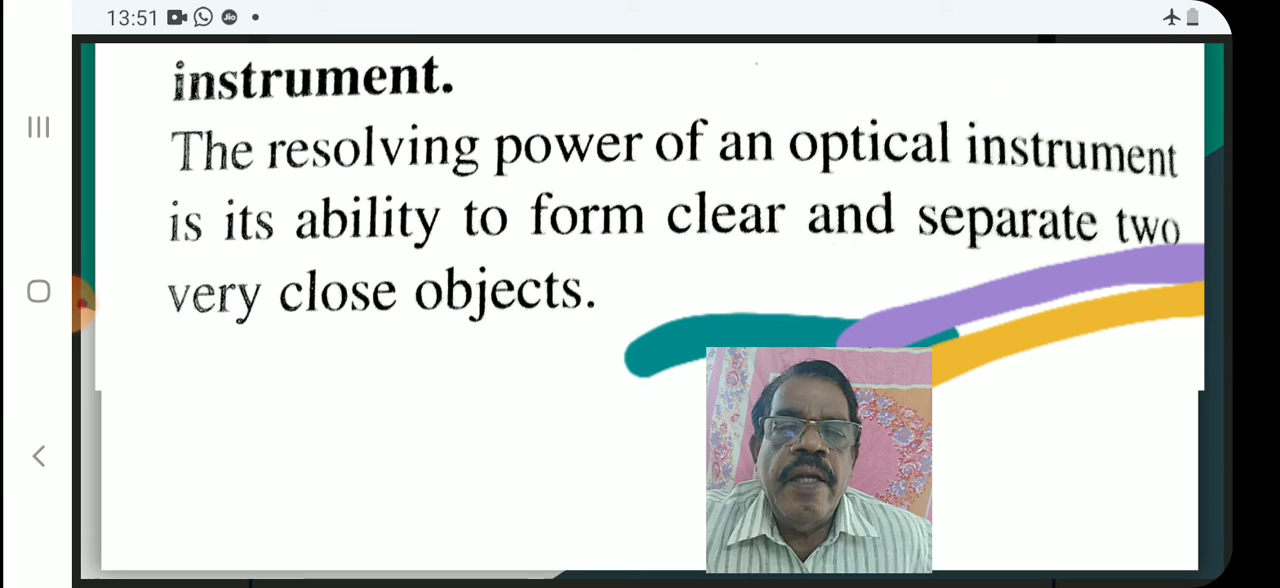 13:51 Jio
instrument.
The resolving power of an optical instrument
is its ability to form clear and separate two
very close objects.